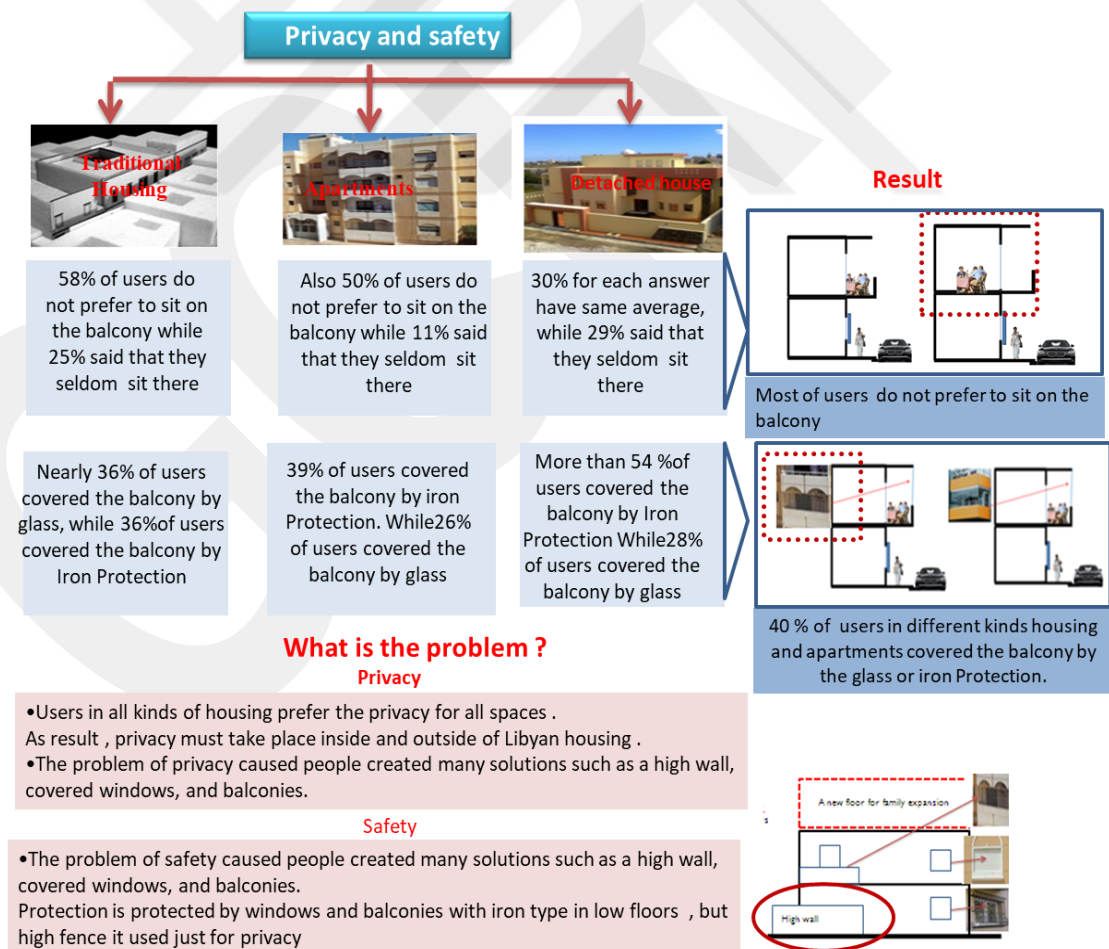 Privacy and safety
Traditional
Housing
Apartments
Detached house
Result
58% of users do
not prefer to sit on
the balcony while
25% said that they
seldom sit there
Also 50% of users do
not prefer to sit on the
balcony while 11% said
that they seldom sit
there
30% for each answer
have same average,
while 29% said that
they seldom sit
there
Most of users do not prefer to sit on the
balcony
Nearly 36% of users
covered the balcony by
glass, while 36%of users
covered the balcony by
Iron Protection
39% of users covered
the balcony by iron
Protection. While26%
of users covered the
balcony by glass
More than 54 %of
users covered the
balcony by Iron
Protection While28%
of users covered the
balcony by glass
40 % of users in different kinds housing
and apartments covered the balcony by
the glass or iron Protection.
What is the problem ?
Privacy
•Users in all kinds of housing prefer the privacy for all spaces .
As result , privacy must take place inside and outside of Libyan housing .
•The problem of privacy caused people created many solutions such as a high wall,
covered windows, and balconies.
Safety
•The problem of safety caused people created many solutions such as a high wall,
covered windows, and balconies.
Protection is protected by windows and balconies with iron type in low floors , but
high fence it used just for privacy
A new floor for family expansion
High wall